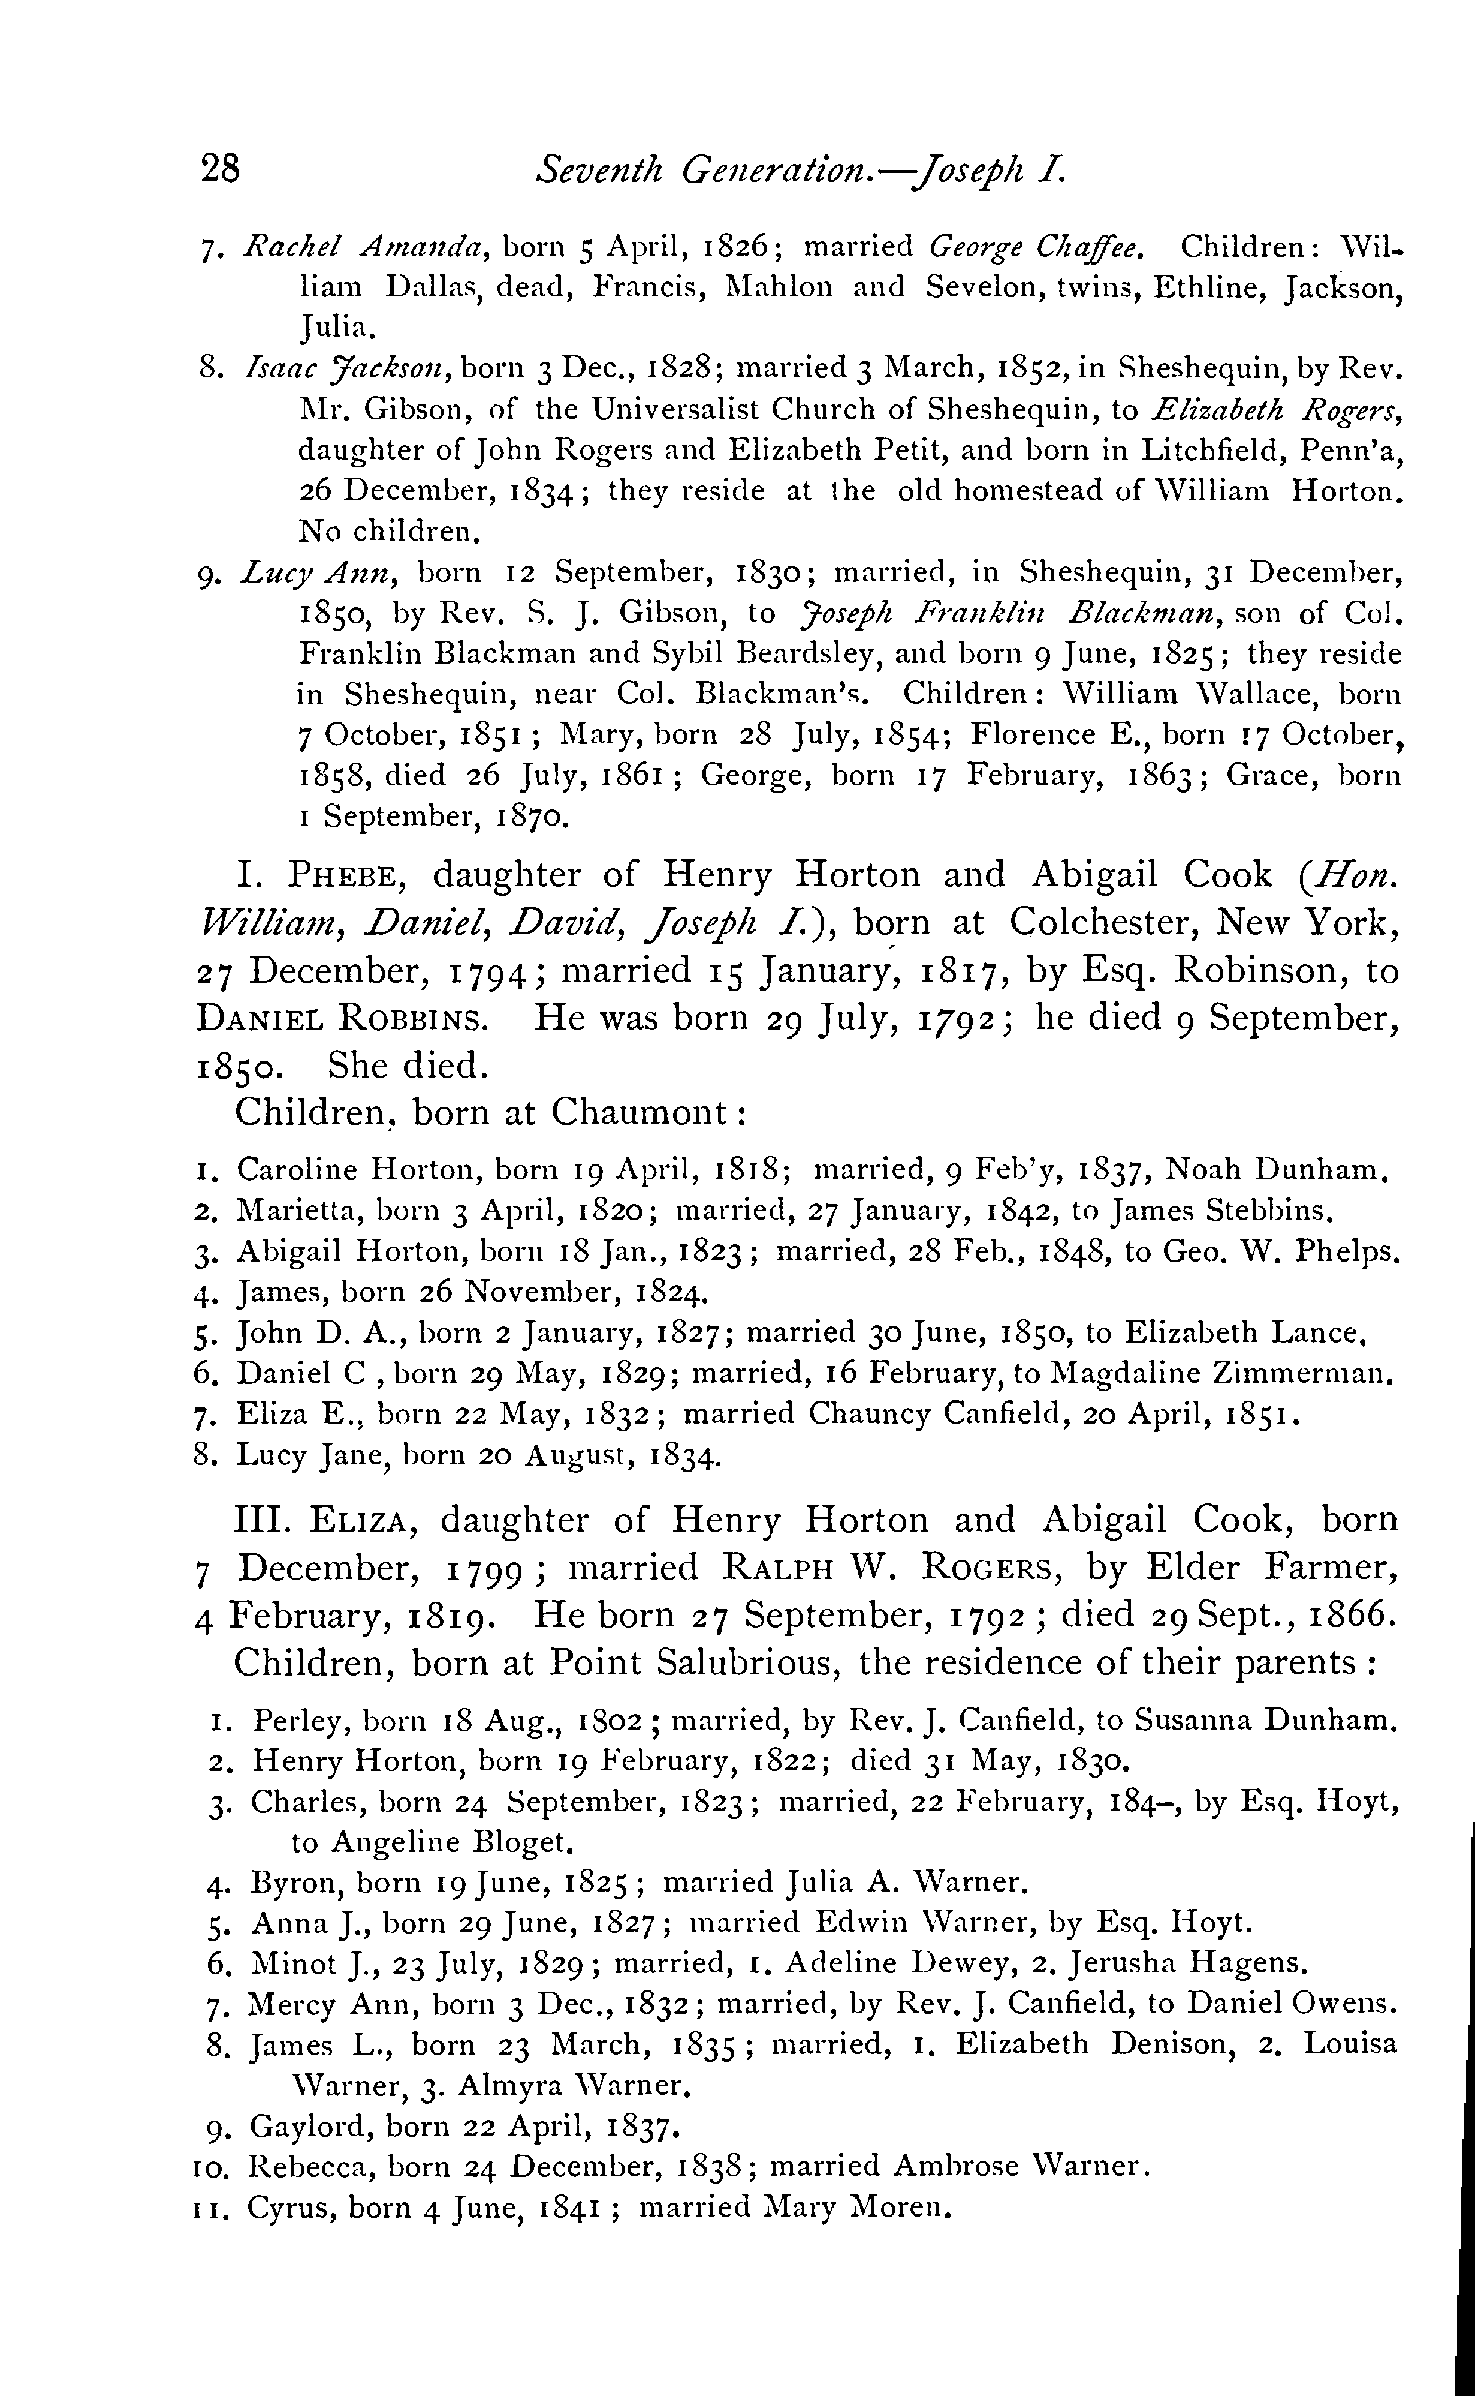 28 Seventh Generation.—Joseph I.
7. Rachel Amanda, born 5 April, 1826; married George Chaffee. Children: Wil-
liam Dallas, dead, Francis, Mahlon and Sevelon, twins, Ethline, Jackson,
Julia.
8. Isaac Jackson, born 3 Dec., 1828; married 3 March, 1852, in Sheshequin, by Rev.
Mr. Gibson, of the Universalist Church of Sheshequin, to Elizabeth Rogers,
daughter of John Rogers and Elizabeth Petit, and born in Litchfield, Penn'a,
26 December, 1834; they reside at the old homestead of William Horton.
No children.
9. Lucy Ann, born 12 September, 1830; married, in Sheshequin, 31 December,
1850, by Rev. S. J. Gibson, to Joseph Franklin Blackman, son of Col.
Franklin Blackman and Sybil Beardsley, and born 9 June, 1825; they reside
in Sheshequin, near Col. Blackman's. Children: William Wallace, born
7 October, 1851; Mary, born 28 July, 1854; Florence E., born 17 October,
1858, died 26 July, 1861; George, born 17 February, 1863; Grace, born
1 September, 1870.
I. PHEBE, daughter of Henry Horton and Abigail Cook (Hon.
William, Daniel, David, Joseph I.), born at Colchester, New York,
27 December, 1794; married 15 January, 1817, by Esq. Robinson, to
DANIEL ROBBINS. He was born 29 July, 1792; he died 9 September,
1850. She died.
Children, born at Chaumont:
1. Caroline Horton, born 19 April, 1818; married, 9 Feb'y, 1837, Noah Dunham.
2. Marietta, born 3 April, 1820; married, 27 January, 1842, to James Stebbins.
3. Abigail Horton, born 18 Jan., 1823; married, 28 Feb., 1848, to Geo. W. Phelps.
4. James, born 26 November, 1824.
5. John D. A., born 2 January, 1827; married 30 June, 1850, to Elizabeth Lance.
6. Daniel C , born 29 May, 1829; married, 16 February, to Magdaline Zimmerman.
7. Eliza E., born 22 May, 1832; married Chauncy Canfield, 20 April, 1851.
8. Lucy Jane, born 20 August, 1834.
III. ELIZA, daughter of Henry Horton and Abigail Cook, born
7 December, 1799; married RALPH W. ROGERS, by Elder Farmer,
4 February, 1819. He born 27 September, 1792; died 29 Sept., 1866.
Children, born at Point Salubrious, the residence of their parents:
1. Perley, born 18 Aug., 1802; married, by Rev. J. Canfield, to Susanna Dunham.
2. Henry Horton, born 19 February, 1822; died 31 May, 1830.
3. Charles, born 24 September, 1823; married, 22 February, 184–, by Esq. Hoyt,
to Angeline Bloget.
4. Byron, born 19 June, 1825; married Julia A. Warner.
5. Anna J., born 29 June, 1827; married Edwin Warner, by Esq. Hoyt.
6. Minot J., 23 July, 1829; married, 1. Adeline Dewey, 2. Jerusha Hagens.
7. Mercy Ann, born 3 Dec., 1832; married, by Rev. J. Canfield, to Daniel Owens.
8. James L., born 23 March, 1835; married, 1. Elizabeth Denison, 2. Louisa
Warner, 3. Almyra Warner.
9. Gaylord, born 22 April, 1837.
10. Rebecca, born 24 December, 1838; married Ambrose Warner.
11. Cyrus, born 4 June, 1841; married Mary Moren.